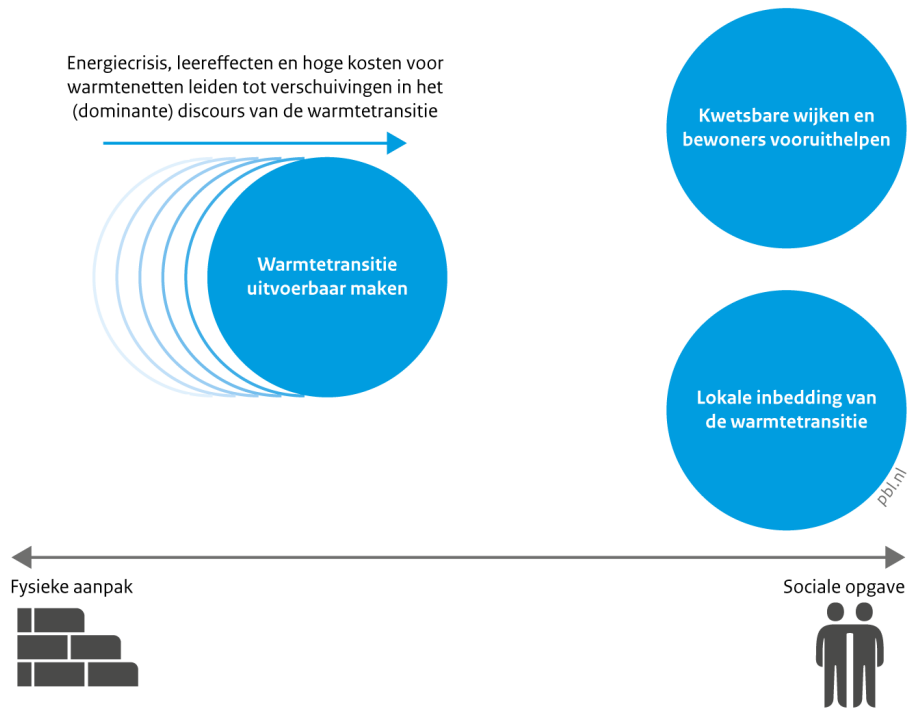 Energiecrisis, leereffecten en hoge kosten voor
warmtenetten leiden tot verschuivingen in het
(dominante) discours van de warmtetransitie
Kwetsbare wijken en
bewoners vooruithelpen
Warmtetransitie
uitvoerbaar maken
Lokale inbedding van
de warmtetransitie
pbl.nl
Fysieke aanpak
Sociale opgave